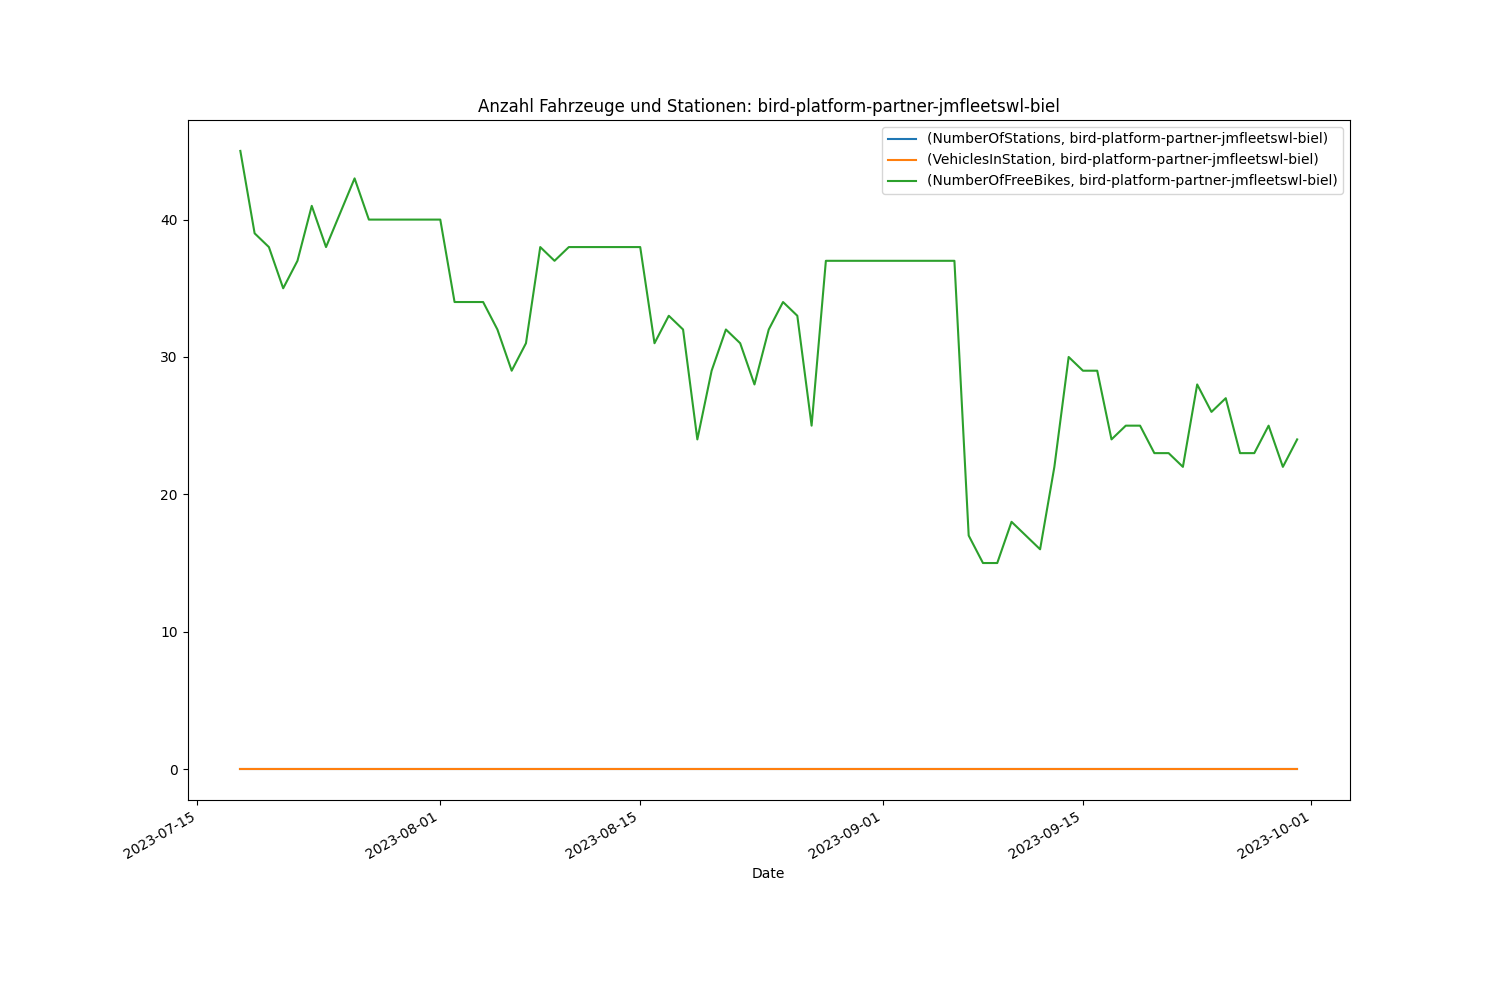 Anzahl Fahrzeuge und Stationen: bird-platform-partner-jmfleetswl-biel
(NumberOfStations, bird-platform-partner-jmfleetswl-biel)
(VehiclesInStation, bird-platform-partner-jmfleetswl-biel)
(NumberOfFreeBikes, bird-platform-partner-jmfleetswl-biel)
40
30
20
10
0
2023-07-15
2023-08-01
2023-08-15
2023-09-01
2023-09-15
2023-10-01
Date